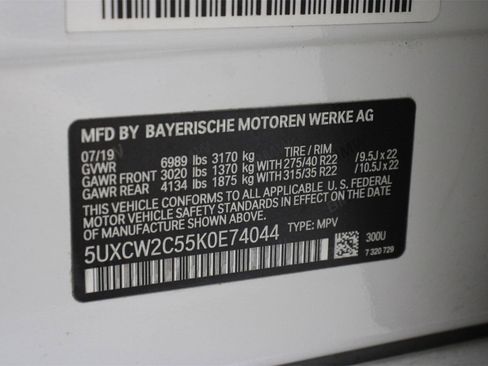 MFD BY BAYERISCHE MOTOREN WERKE AG
07/19 TIRE / RIM
GVWR 6989 lbs 3170 kg
GAWR FRONT 3020 lbs 1370 kg WITH 275/40 R22 /9.5J x 22
GAWR REAR 4134 lbs 1875 kg WITH 315/35 R22 /10.5J x 22
THIS VEHICLE CONFORMS TO ALL APPLICABLE U. S. FEDERAL
MOTOR VEHICLE SAFETY STANDARDS IN EFFECT ON THE DATE
OF MANUFACTURE SHOWN ABOVE.
5UXCW2C55K0E74044 TYPE: MPV
300U
7 320 729